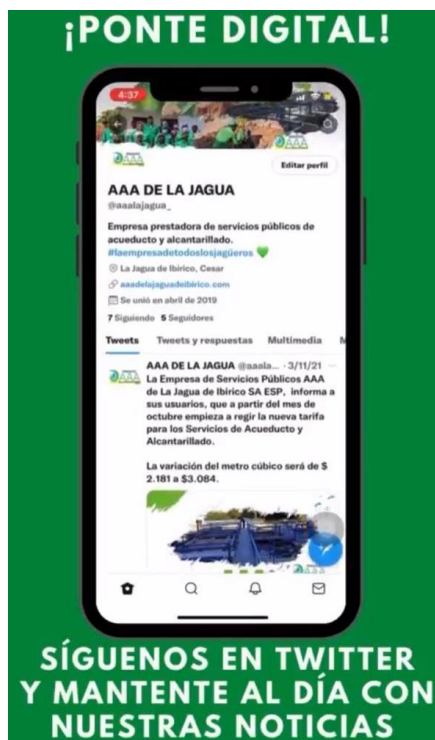 ¡PONTE DIGITAL!
4:37
AAA
AAA
Editar perfil
AAA DE LA JAGUA
@aaalajagua_
Empresa prestadora de servicios públicos de
acueducto y alcantarillado.
#laempresadetodoslosjagüeros 💚
La Jagua de Ibirico, Cesar
aaadelajaguadeibirico.com
Se unió en abril de 2019
7 Siguiendo 5 Seguidores
Tweets Tweets y respuestas Multimedia M
AAA DE LA JAGUA @aaala... · 3/11/21
AAA
La Empresa de Servicios Públicos AAA
de La Jagua de Ibirico SA ESP, informa a
sus usuarios, que a partir del mes de
octubre empieza a regir la nueva tarifa
para los Servicios de Acueducto y
Alcantarillado.
La variación del metro cúbico será de $
2.181 a $3.084.
AAA
SÍGUENOS EN TWITTER
Y MANTENTE AL DÍA CON
NUESTRAS NOTICIAS